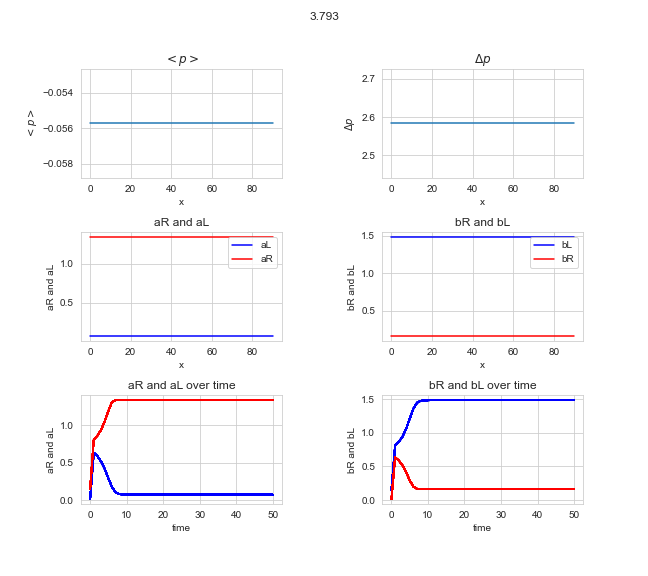 3.793
< p >
Δp
−0.054
−0.056
−0.058
< p >
0 20 40 60 80
x
2.7
2.6
2.5
Δp
0 20 40 60 80
x
aR and aL
bR and bL
1.0
0.5
aR and aL
aL
aR
0 20 40 60 80
x
1.5
1.0
0.5
bR and bL
bL
bR
0 20 40 60 80
x
aR and aL over time
bR and bL over time
1.0
0.5
0.0
aR and aL
0 10 20 30 40 50
time
1.5
1.0
0.5
0.0
bR and bL
0 10 20 30 40 50
time